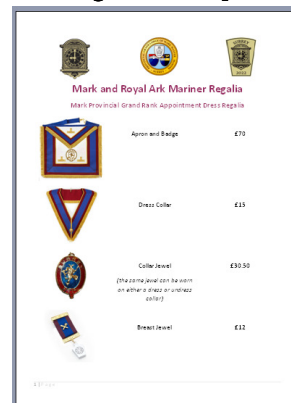 Mark and Royal Ark Mariner Regalia
Mark Provincial Grand Rank Appointment Dress Regalia
Apron and Badge £70
Dress Collar £15
Collar Jewel £30.50
(the same jewel can be worn
on either a dress or undress
collar)
Breast Jewel £12